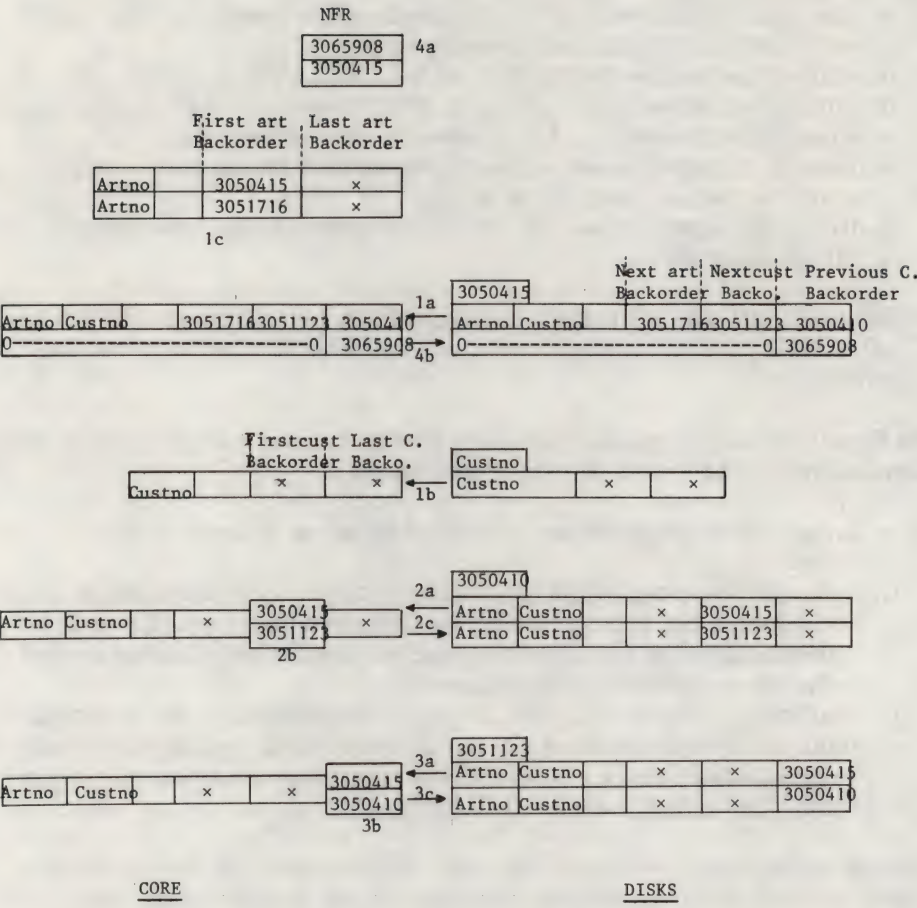 NFR
3065908 4a
3050415
First art Last art
Backorder Backorder
Artno 3050415 ×
Artno 3051716 ×
1c
Next art Nextcust Previous C.
3050415 Backorder Backo. Backorder
1a
Artno Custno 3051716 3051123 3050410 Artno Custno 3051716 3051123 3050410
0----------------------------0 3065908 0----------------------------0 3065908
4b
Firstcust Last C.
Backorder Backo. Custno
Custno × × Custno × ×
1b
3050410
2a
Artno Custno × 3050415 × Artno Custno × 3050415 ×
3051123 2c Artno Custno × 3051123 ×
2b
3051123
3a
Artno Custno × × 3050415 Artno Custno × × 3050415
3050410 3c Artno Custno × × 3050410
3b
CORE DISKS